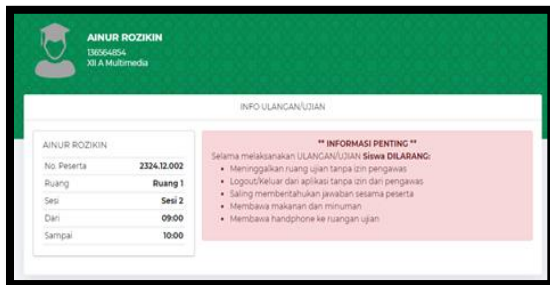 AINUR ROZIKIN
136564854
XII A Multimedia
INFO ULANGAN/UJIAN
AINUR ROZIKIN
No. Peserta 2324.12.002
Ruang Ruang 1
Sesi Sesi 2
Dari 09:00
Sampai 10:00
** INFORMASI PENTING **
Selama melaksanakan ULANGAN/UJIAN Siswa DILARANG:
• Meninggalkan ruang ujian tanpa izin pengawas
• Logout/Keluar dari aplikasi tanpa izin dari pengawas
• Saling membentahukan jawaban sesama peserta
• Membawa makanan dan minuman
• Membawa handphone ke ruangan ujian